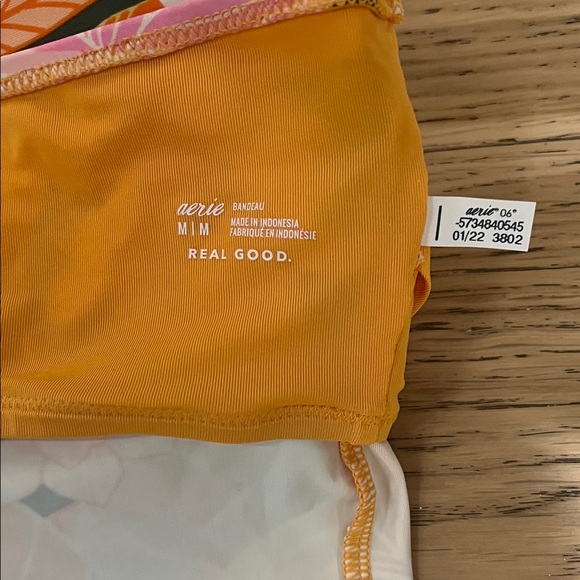 aerie BANDEAU
M|M MADE IN INDONESIA
FABRIQUÉ EN INDONÉSIE
REAL GOOD.
aerie® 06"
-5734840545
01/22 3802